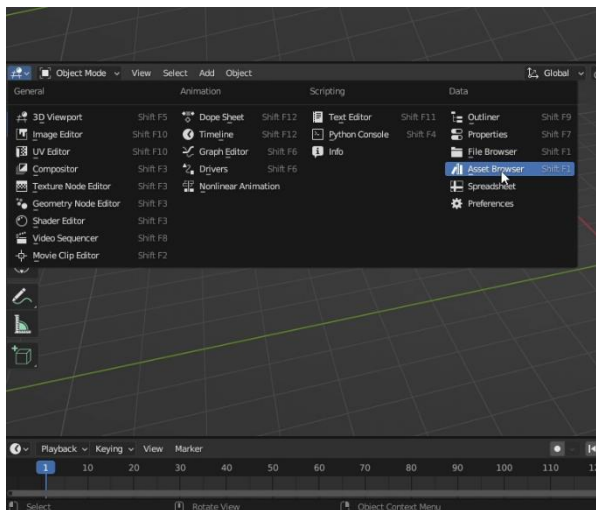 Object Mode View Select Add Object Global
General Animation Scripting Data
3D Viewport Shift F5 Dope Sheet Shift F12 Text Editor Shift F11 Outliner Shift F9
Image Editor Shift F10 Timeline Shift F12 Python Console Shift F4 Properties Shift F7
UV Editor Shift F10 Graph Editor Shift F6 Info File Browser Shift F1
Compositor Shift F3 Drivers Shift F6 Asset Browser Shift F1
Texture Node Editor Shift F3 Nonlinear Animation Spreadsheet
Geometry Node Editor Shift F3 Preferences
Shader Editor Shift F3
Video Sequencer Shift F8
Movie Clip Editor Shift F2
Playback Keying View Marker
1 10 20 30 40 50 60 70 80 90 100 110
Select Rotate View Object Context Menu